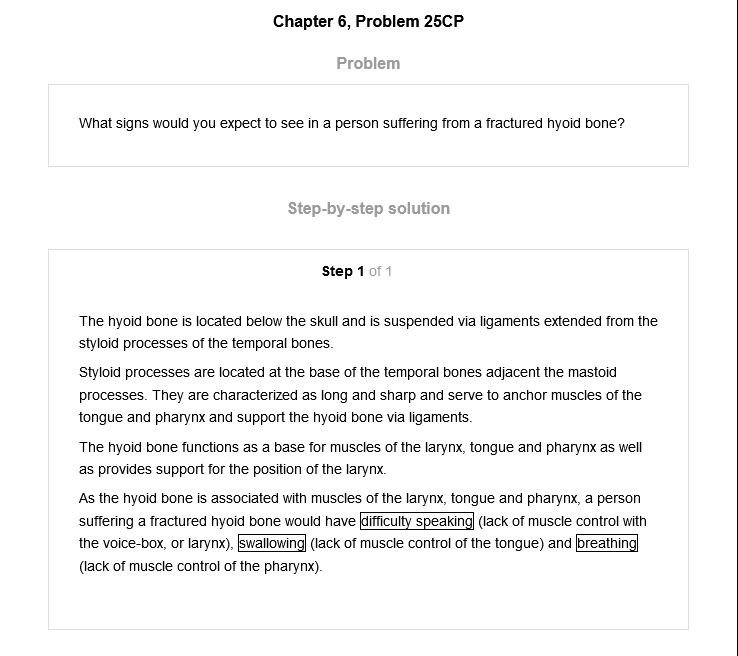 Chapter 6, Problem 25CP
Problem
What signs would you expect to see in a person suffering from a fractured hyoid bone?
Step-by-step solution
Step 1 of 1
The hyoid bone is located below the skull and is suspended via ligaments extended from the
styloid processes of the temporal bones.
Styloid processes are located at the base of the temporal bones adjacent the mastoid
processes. They are characterized as long and sharp and serve to anchor muscles of the
tongue and pharynx and support the hyoid bone via ligaments.
The hyoid bone functions as a base for muscles of the larynx, tongue and pharynx as well
as provides support for the position of the larynx.
As the hyoid bone is associated with muscles of the larynx, tongue and pharynx, a person
suffering a fractured hyoid bone would have difficulty speaking (lack of muscle control with
the voice-box, or larynx), swallowing (lack of muscle control of the tongue) and breathing
(lack of muscle control of the pharynx).